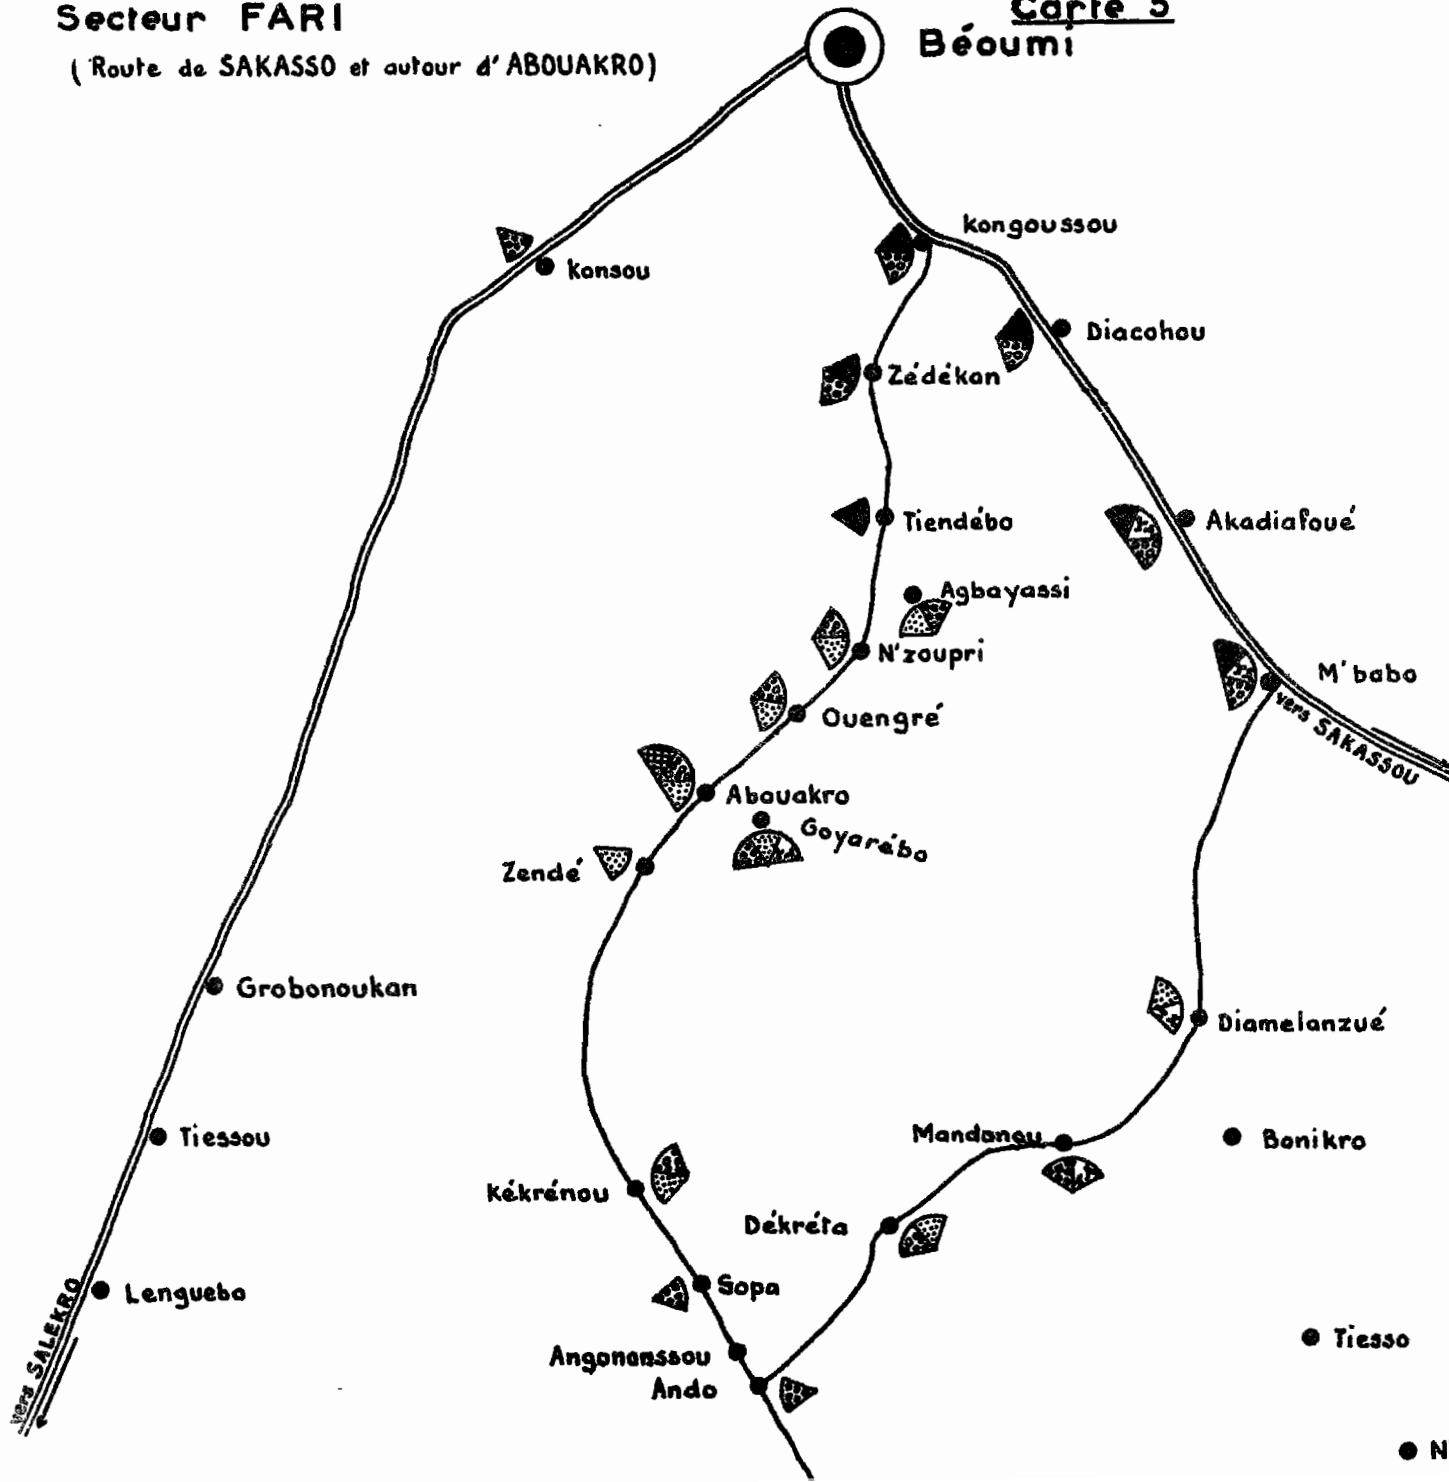 Secteur FARI
(Route de SAKASSO et autour d'ABOUAKRO)
Carte 5
Béoumi
Kongoussou
Konsou
Diacohou
Zédékan
Tiendébo
Akadiafoué
Agbayassi
N'zoupri
M'babo
vers SAKASSOU
Ouengré
Abouakro
Goyarébo
Zendé
Grobonoukan
Diamelanzué
Tiessou
Mandanou
Bonikro
Kékrénou
Dékréta
Sopa
Lenguebo
vers SALEKRO
Tiesso
Angonanssou
Ando
N